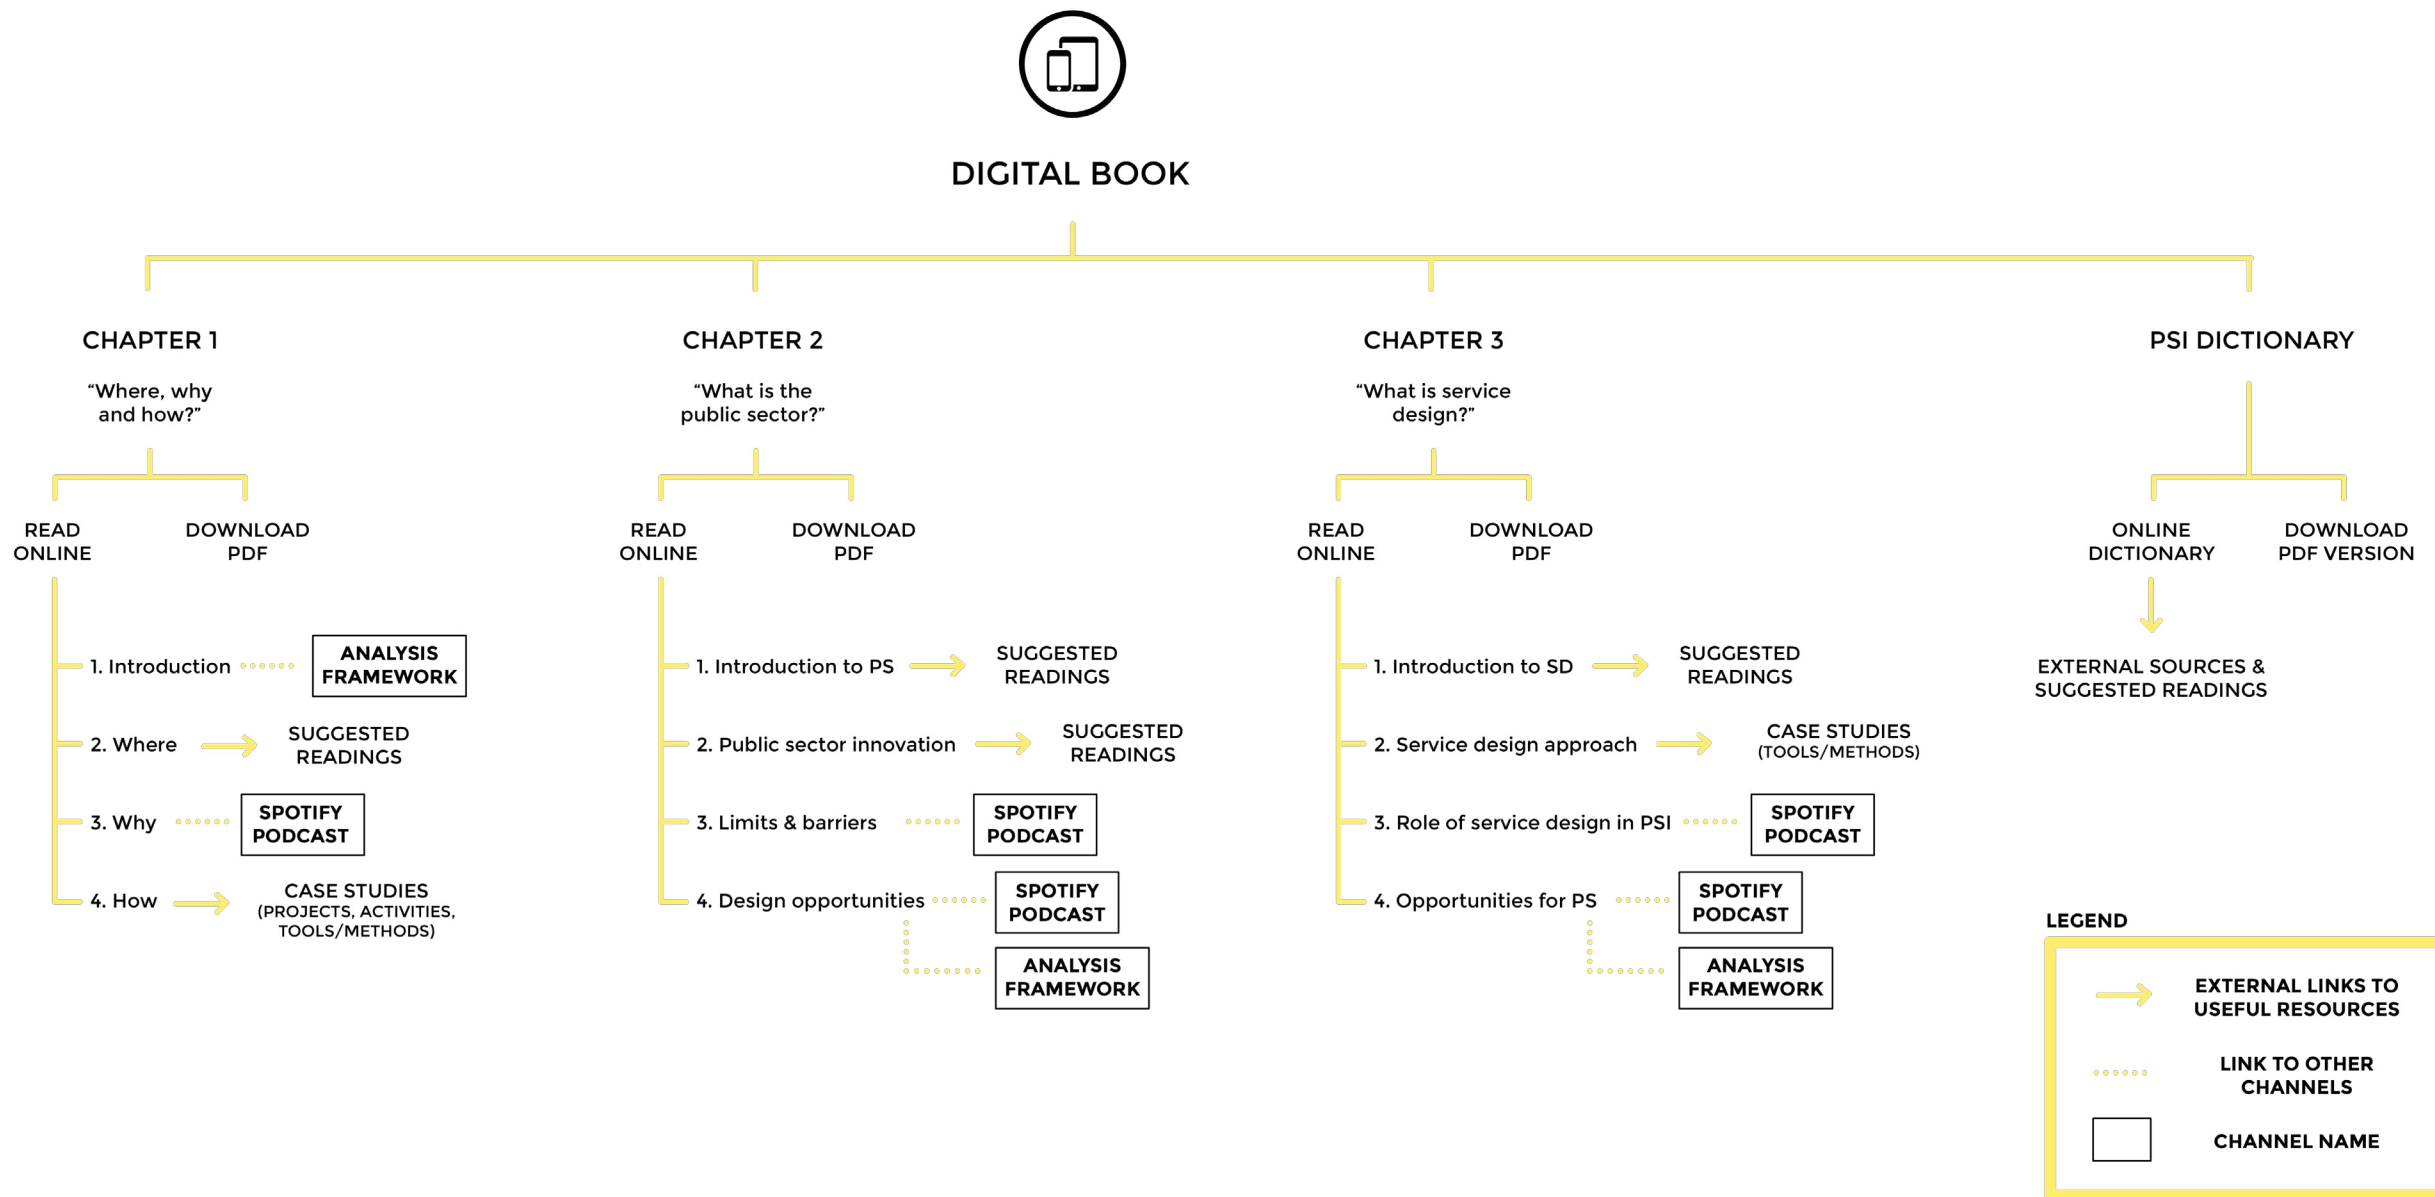 DIGITAL BOOK
CHAPTER 1
“Where, why
and how?”
READ
ONLINE
DOWNLOAD
PDF
1. Introduction
ANALYSIS
FRAMEWORK
2. Where
SUGGESTED
READINGS
3. Why
SPOTIFY
PODCAST
4. How
CASE STUDIES
(PROJECTS, ACTIVITIES,
TOOLS/METHODS)
CHAPTER 2
“What is the
public sector?”
READ
ONLINE
DOWNLOAD
PDF
1. Introduction to PS
SUGGESTED
READINGS
2. Public sector innovation
SUGGESTED
READINGS
3. Limits & barriers
SPOTIFY
PODCAST
4. Design opportunities
SPOTIFY
PODCAST
ANALYSIS
FRAMEWORK
CHAPTER 3
“What is service
design?”
READ
ONLINE
DOWNLOAD
PDF
1. Introduction to SD
SUGGESTED
READINGS
2. Service design approach
CASE STUDIES
(TOOLS/METHODS)
3. Role of service design in PSI
SPOTIFY
PODCAST
4. Opportunities for PS
SPOTIFY
PODCAST
ANALYSIS
FRAMEWORK
PSI DICTIONARY
ONLINE
DICTIONARY
DOWNLOAD
PDF VERSION
EXTERNAL SOURCES &
SUGGESTED READINGS
LEGEND
EXTERNAL LINKS TO
USEFUL RESOURCES
LINK TO OTHER
CHANNELS
CHANNEL NAME